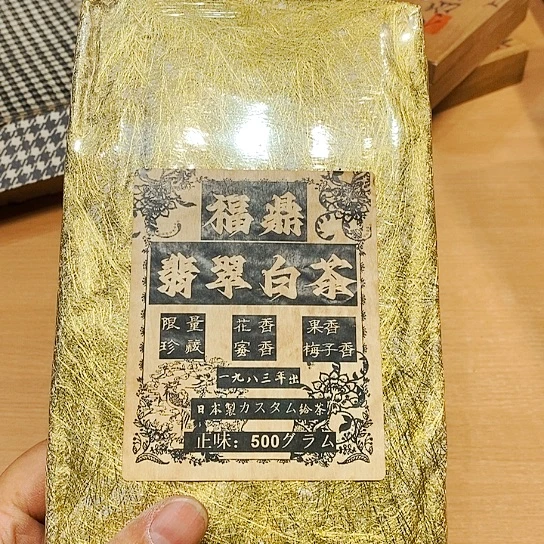 福鼎
翡翠白茶
限量 花香 果香
珍藏 蜜香 梅子香
一九八三年出
日本製カスタム给茶厂
正味: 500グラム